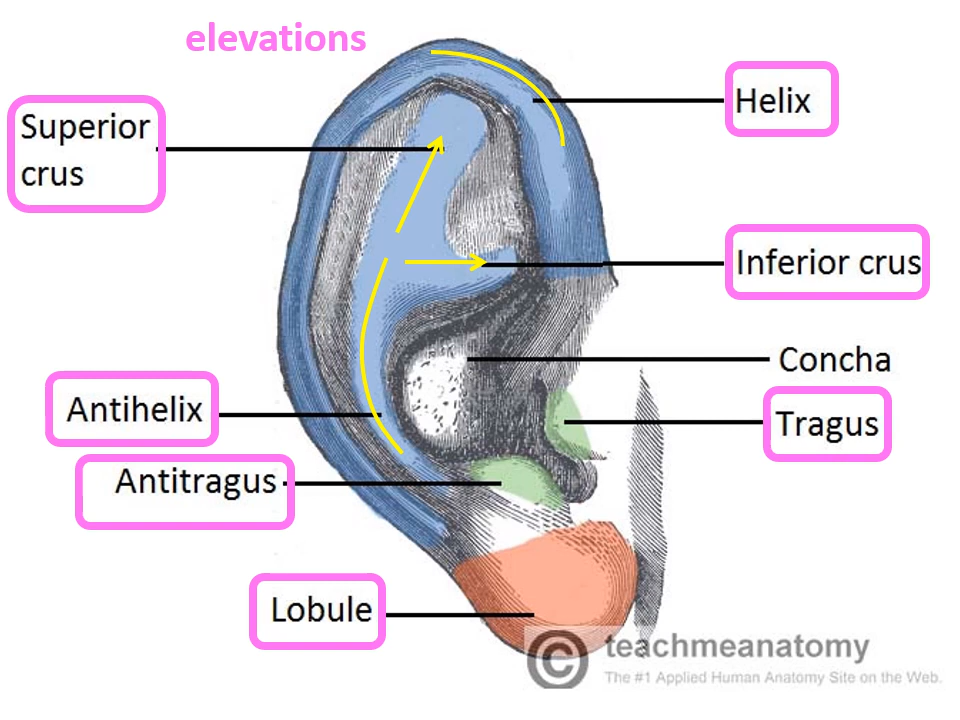 elevations
Helix
Superior
crus
Inferior crus
Concha
Antihelix
Tragus
Antitragus
Lobule
© teachmeanatomy
The #1 Applied Human Anatomy Site on the Web.